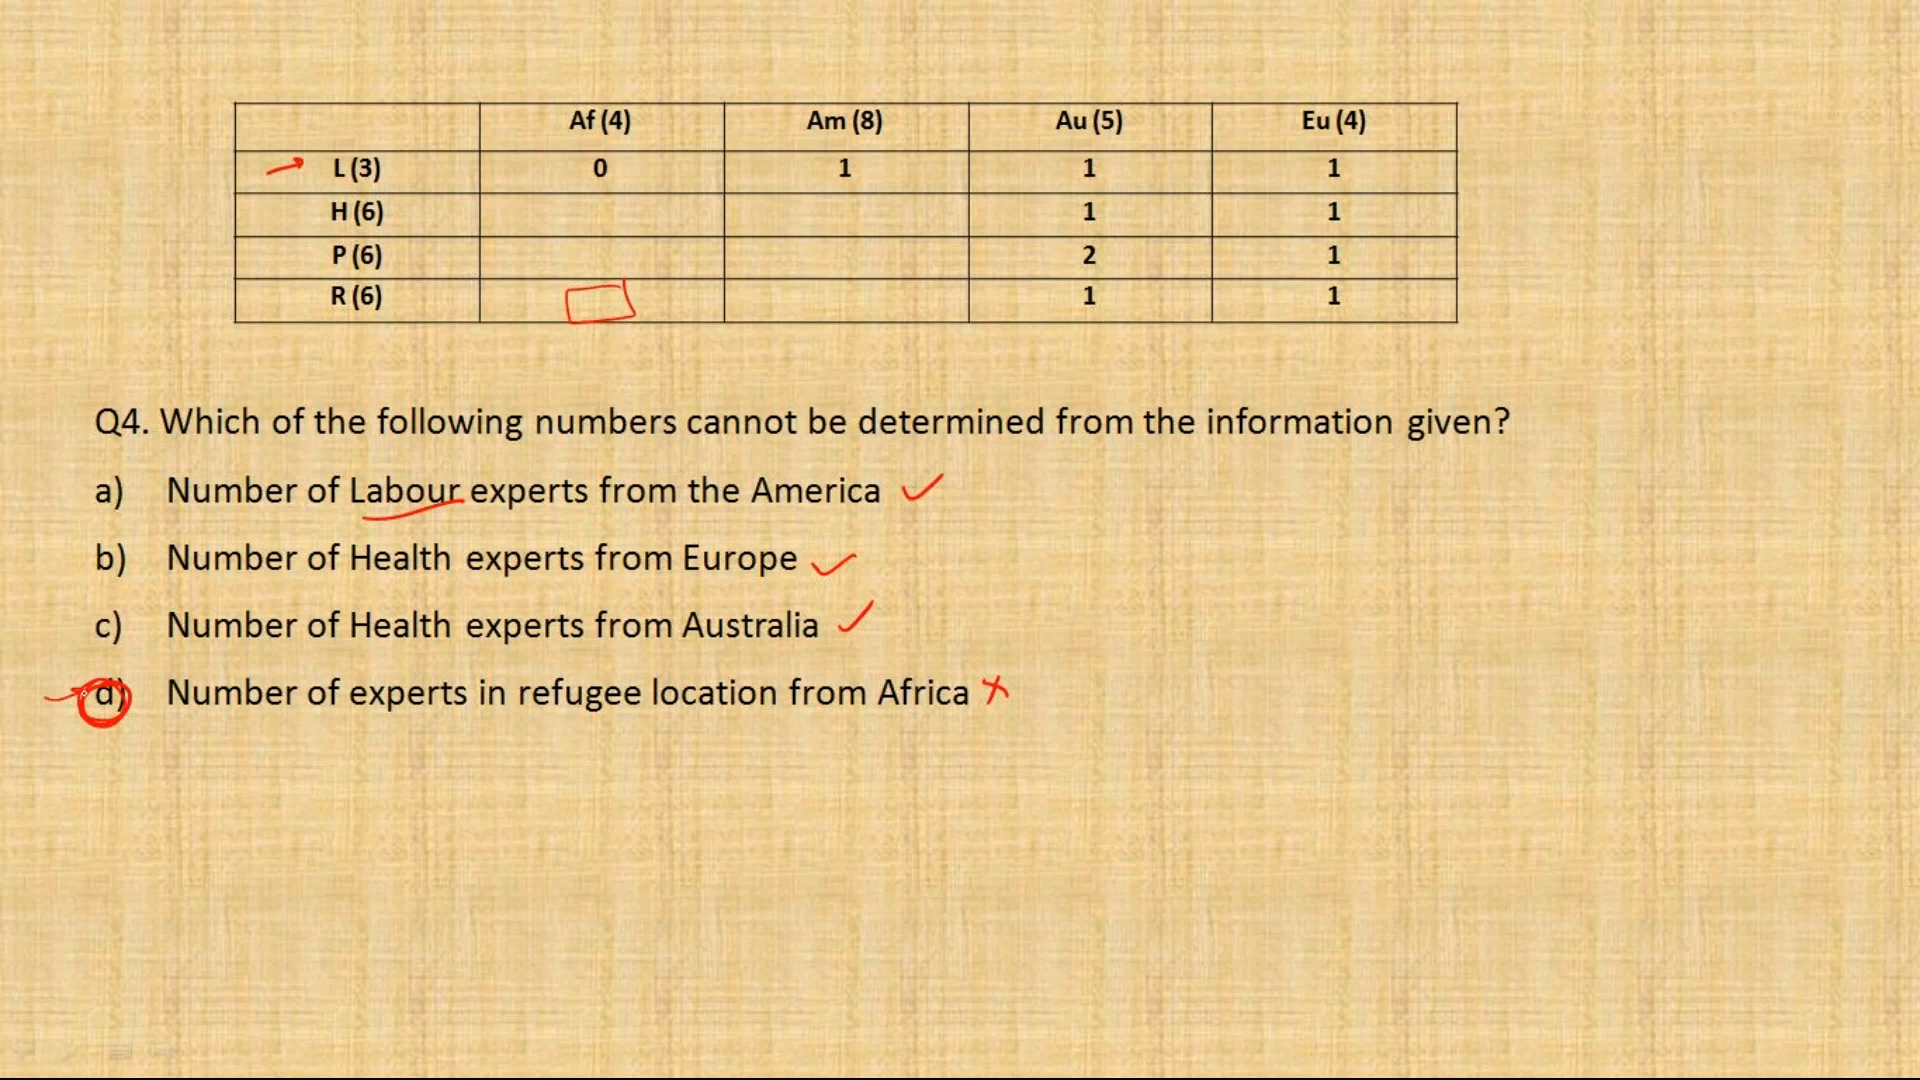 Af (4) Am (8) Au (5) Eu (4)
L (3) 0 1 1 1
H (6) 1 1
P (6) 2 1
R (6) 1 1
Q4. Which of the following numbers cannot be determined from the information given?
a) Number of Labour experts from the America
b) Number of Health experts from Europe
c) Number of Health experts from Australia
d) Number of experts in refugee location from Africa